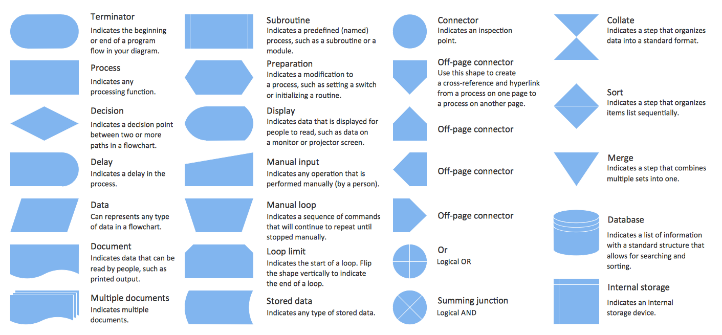 Terminator
Indicates the beginning
or end of a program
flow in your diagram.
Process
Indicates any
processing function.
Decision
Indicates a decision point
between two or more
paths in a flowchart.
Delay
Indicates a delay in the
process.
Data
Can represents any type
of data in a flowchart.
Document
Indicates data that can be
read by people, such as
printed output.
Multiple documents
Indicates multiple
documents.
Subroutine
Indicates a predefined (named)
process, such as a subroutine or a
module.
Preparation
Indicates a modification to
a process, such as setting a switch
or initializing a routine.
Display
Indicates data that is displayed for
people to read, such as data on
a monitor or projector screen.
Manual input
Indicates any operation that is
performed manually (by a person).
Manual loop
Indicates a sequence of commands
that will continue to repeat until
stopped manually.
Loop limit
Indicates the start of a loop. Flip
the shape vertically to indicate
the end of a loop.
Stored data
Indicates any type of stored data.
Connector
Indicates an inspection
point.
Off-page connector
Use this shape to create
a cross-reference and hyperlink
from a process on one page to
a process on another page.
Off-page connector
Off-page connector
Off-page connector
Or
Logical OR
Summing junction
Logical AND
Collate
Indicates a step that organizes
data into a standard format.
Sort
Indicates a step that organizes
items list sequentially.
Merge
Indicates a step that combines
multiple sets into one.
Database
Indicates a list of information
with a standard structure that
allows for searching and
sorting.
Internal storage
Indicates an internal
storage device.